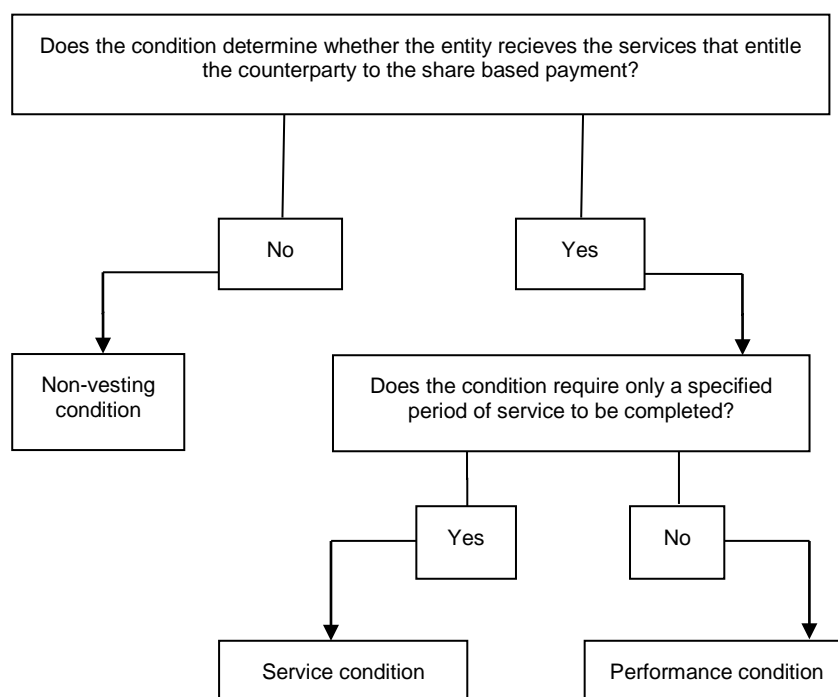 Does the condition determine whether the entity recieves the services that entitle
the counterparty to the share based payment?
No
Yes
Non-vesting
condition
Does the condition require only a specified
period of service to be completed?
Yes
No
Service condition
Performance condition